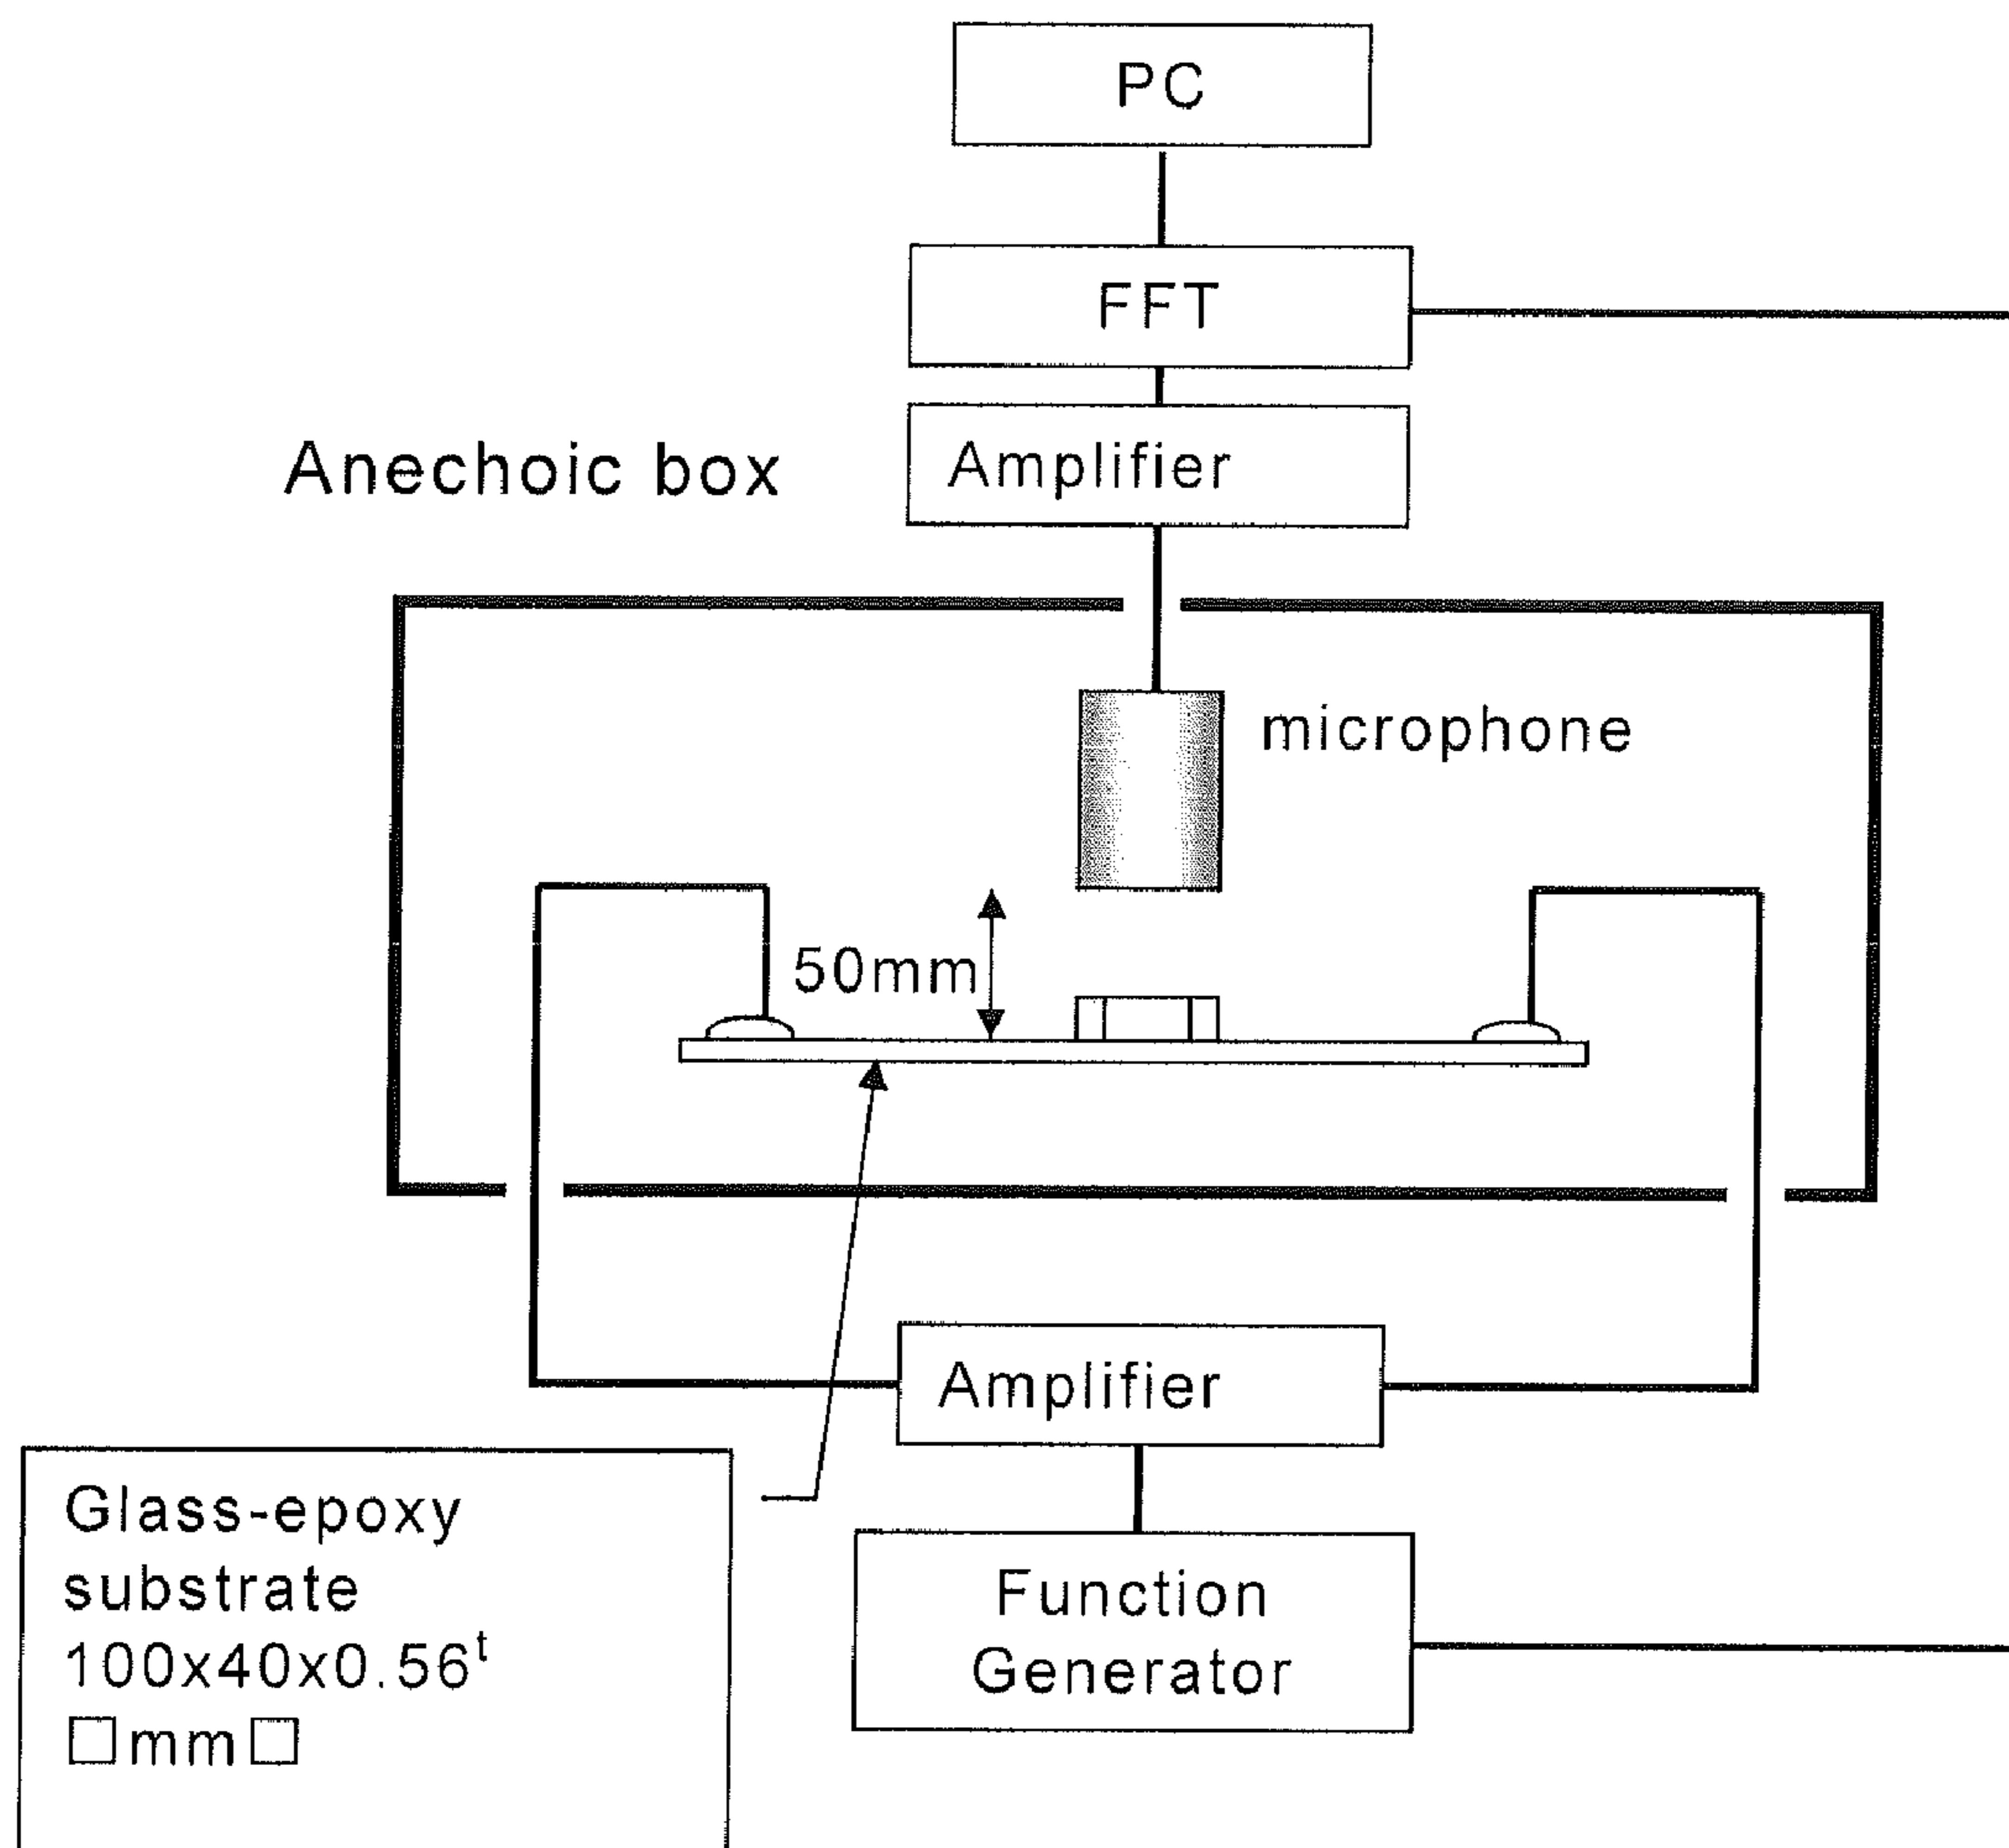 PC
FFT
Anechoic box
Amplifier
microphone
50mm
Amplifier
Glass-epoxy
substrate
100x40x0.56ᵗ
□mm□
Function
Generator